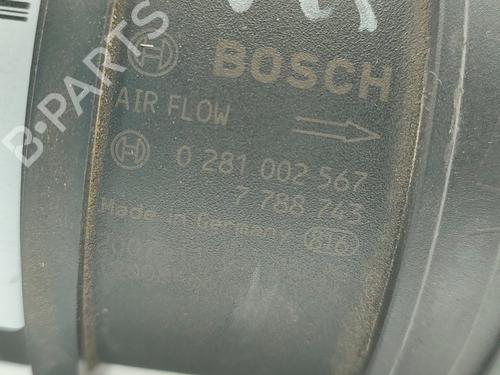 BOSCH
AIR FLOW
0 281 002 567
7 788 743
Made in Germany 816
B-PARTS